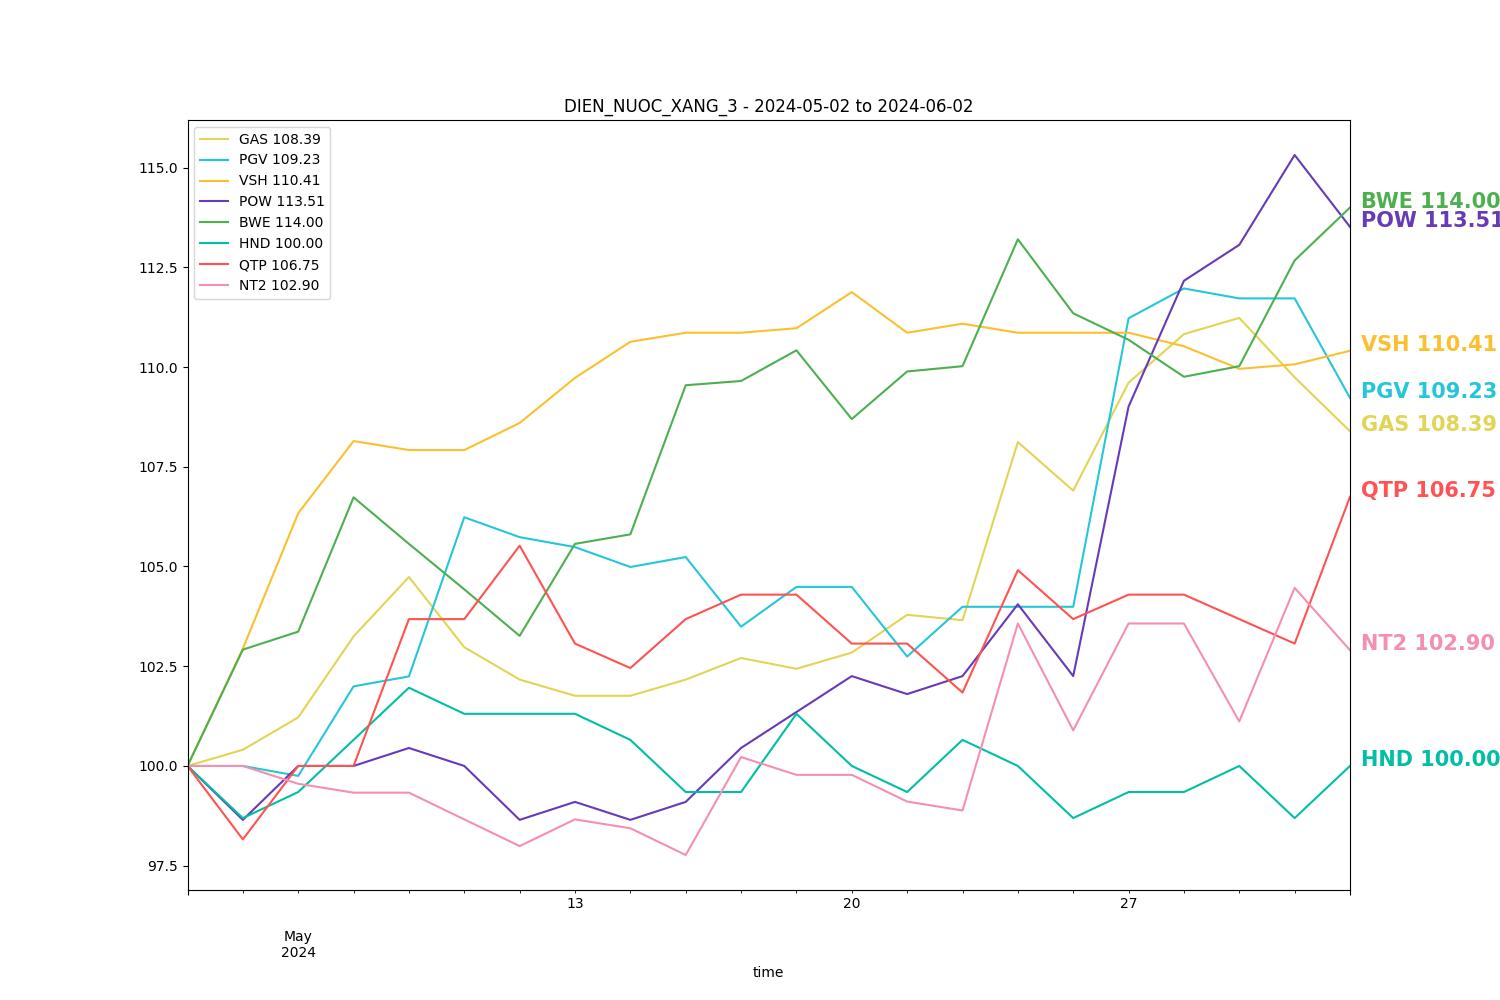 DIEN_NUOC_XANG_3 - 2024-05-02 to 2024-06-02
GAS 108.39
PGV 109.23
VSH 110.41
POW 113.51
BWE 114.00
HND 100.00
QTP 106.75
NT2 102.90
115.0
112.5
110.0
107.5
105.0
102.5
100.0
97.5
BWE 114.00
POW 113.51
VSH 110.41
PGV 109.23
GAS 108.39
QTP 106.75
NT2 102.90
HND 100.00
13
20
27
May
2024
time